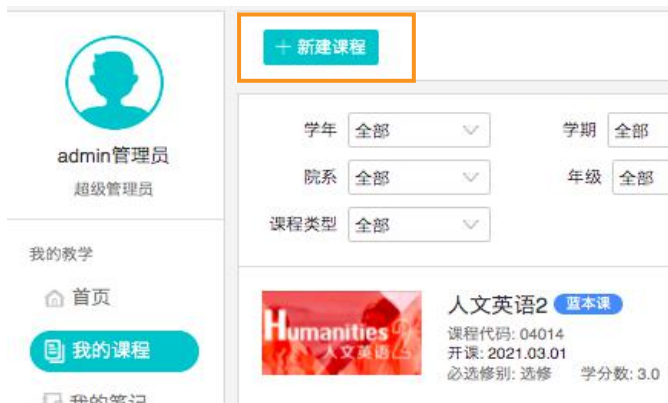 + 新建课程
admin管理员
超级管理员
学年 全部 学期 全部
院系 全部 年级 全部
课程类型 全部
我的教学
首页
我的课程
我的笔记
Humanities
人文英语
人文英语2 蓝本课
课程代码: 04014
开课: 2021.03.01
必选修别: 选修 学分数: 3.0